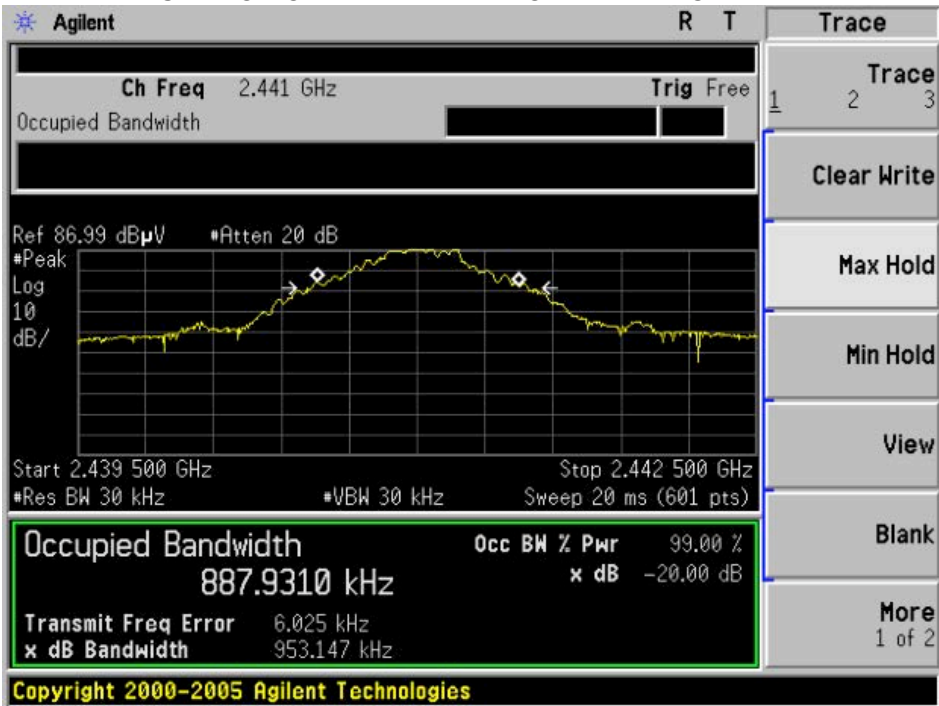 Agilent R T Trace
Ch Freq 2.441 GHz Trig Free
Occupied Bandwidth
Trace
1 2 3
Clear Write
Ref 86.99 dBµV #Atten 20 dB
#Peak
Log
10
dB/
Max Hold
Min Hold
View
Start 2.439 500 GHz Stop 2.442 500 GHz
#Res BW 30 kHz #VBW 30 kHz Sweep 20 ms (601 pts)
Occupied Bandwidth Occ BW % Pwr 99.00 %
887.9310 kHz x dB -20.00 dB
Blank
Transmit Freq Error 6.025 kHz
x dB Bandwidth 953.147 kHz
More
1 of 2
Copyright 2000-2005 Agilent Technologies